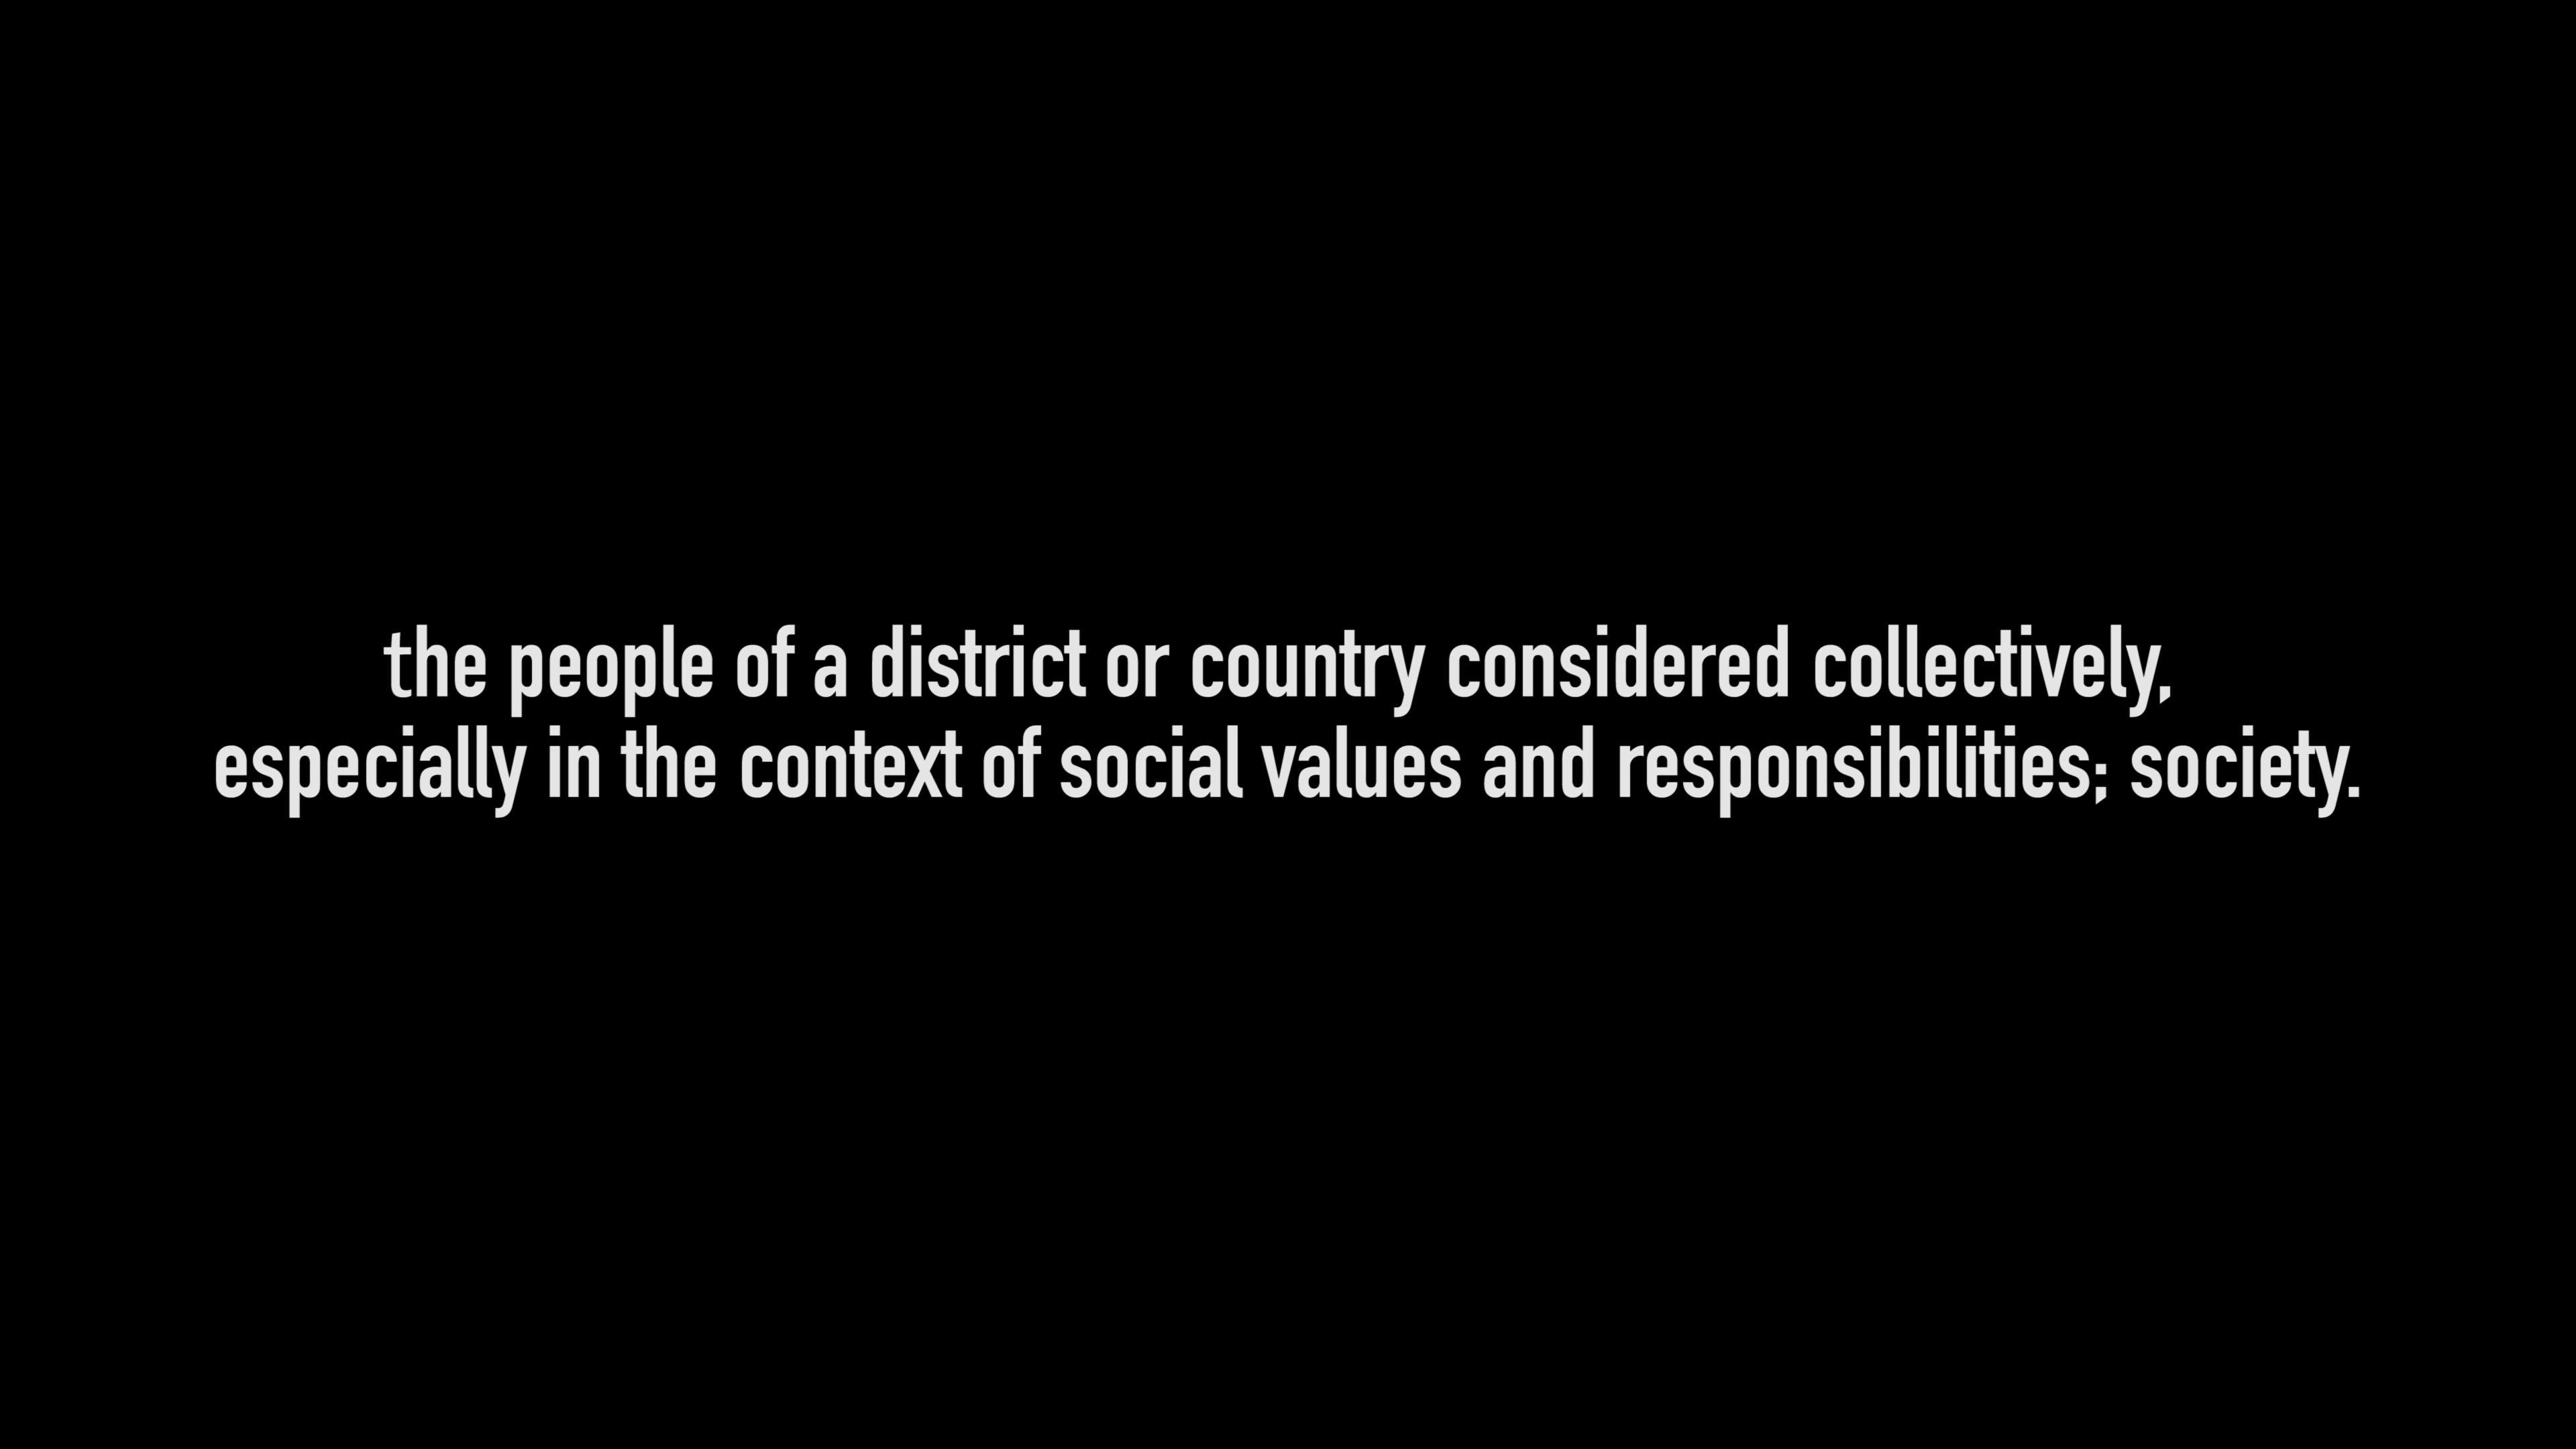 the people of a district or country considered collectively,
especially in the context of social values and responsibilities; society.